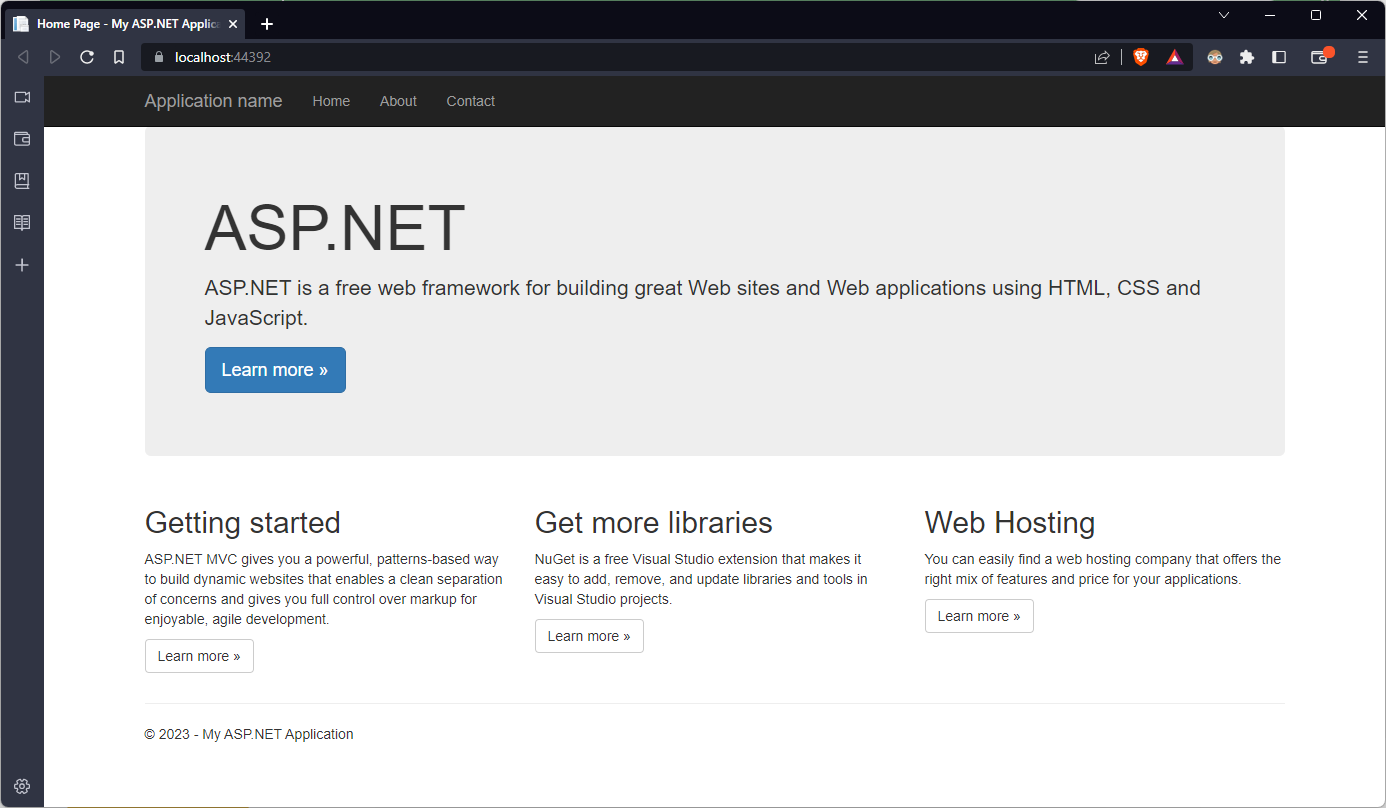 Home Page - My ASP.NET Applic
localhost:44392
Application name Home About Contact
ASP.NET
ASP.NET is a free web framework for building great Web sites and Web applications using HTML, CSS and
JavaScript.
Learn more »
Getting started
ASP.NET MVC gives you a powerful, patterns-based way
to build dynamic websites that enables a clean separation
of concerns and gives you full control over markup for
enjoyable, agile development.
Learn more »
Get more libraries
NuGet is a free Visual Studio extension that makes it
easy to add, remove, and update libraries and tools in
Visual Studio projects.
Learn more »
Web Hosting
You can easily find a web hosting company that offers the
right mix of features and price for your applications.
Learn more »
© 2023 - My ASP.NET Application